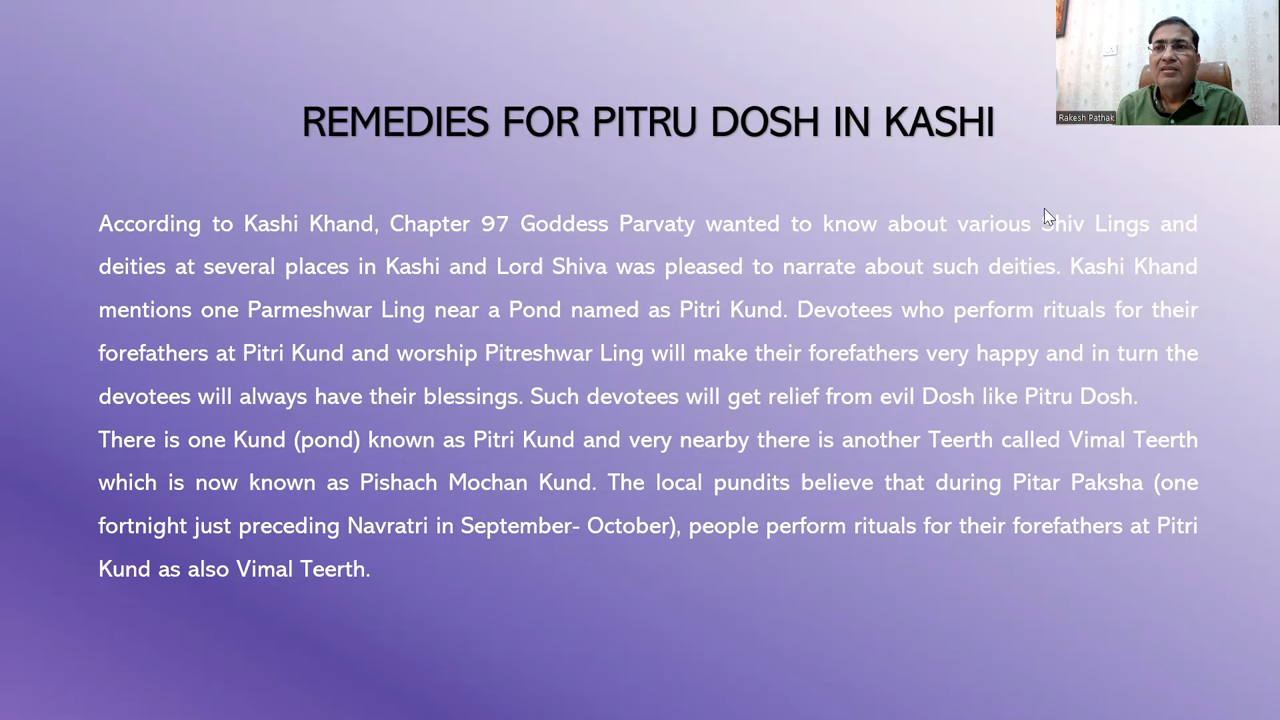 Rakesh Pathak
REMEDIES FOR PITRU DOSH IN KASHI
According to Kashi Khand, Chapter 97 Goddess Parvaty wanted to know about various Shiv Lings and
deities at several places in Kashi and Lord Shiva was pleased to narrate about such deities. Kashi Khand
mentions one Parmeshwar Ling near a Pond named as Pitri Kund. Devotees who perform rituals for their
forefathers at Pitri Kund and worship Pitreshwar Ling will make their forefathers very happy and in turn the
devotees will always have their blessings. Such devotees will get relief from evil Dosh like Pitru Dosh.
There is one Kund (pond) known as Pitri Kund and very nearby there is another Teerth called Vimal Teerth
which is now known as Pishach Mochan Kund. The local pundits believe that during Pitar Paksha (one
fortnight just preceding Navratri in September- October), people perform rituals for their forefathers at Pitri
Kund as also Vimal Teerth.